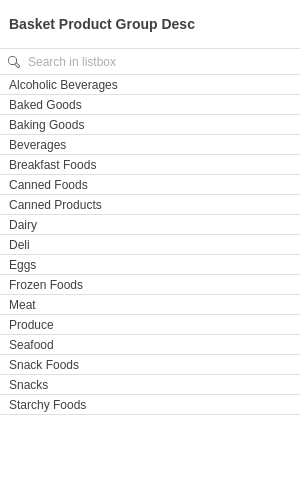 Basket Product Group Desc
Search in listbox
Alcoholic Beverages
Baked Goods
Baking Goods
Beverages
Breakfast Foods
Canned Foods
Canned Products
Dairy
Deli
Eggs
Frozen Foods
Meat
Produce
Seafood
Snack Foods
Snacks
Starchy Foods